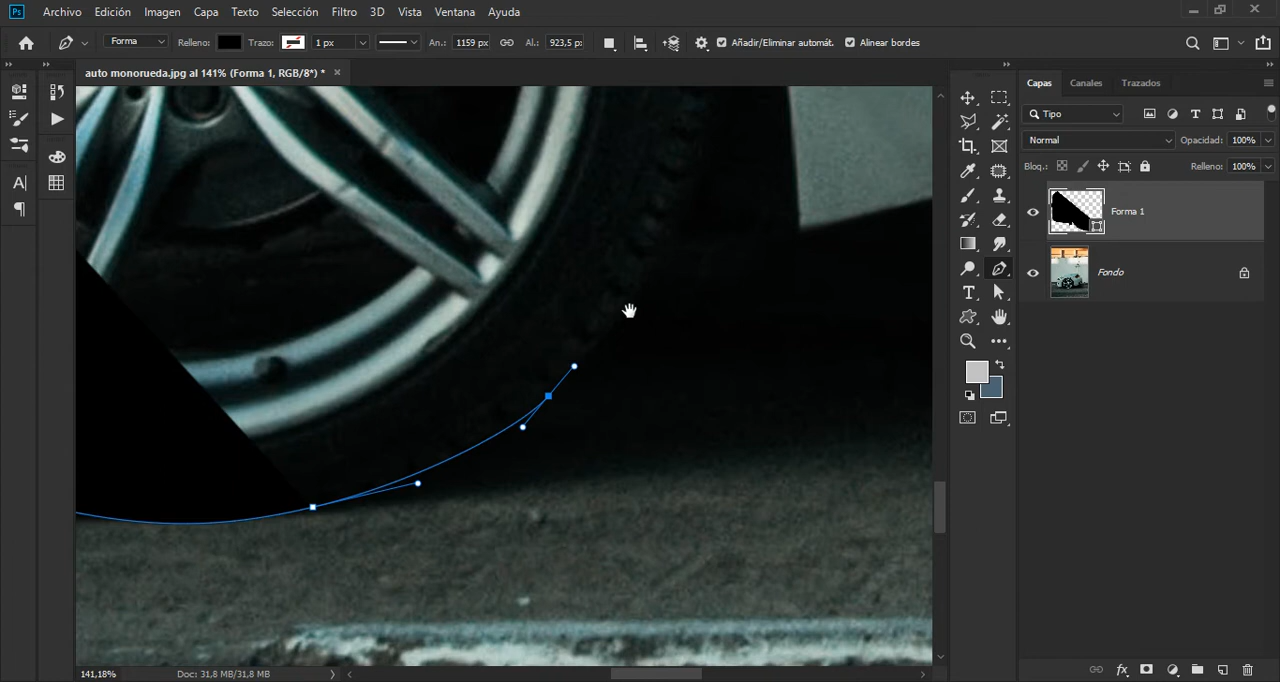 Ps Archivo Edición Imagen Capa Texto Selección Filtro 3D Vista Ventana Ayuda
Forma Relleno: Trazo: 1 px An.: 1159 px Al.: 923,5 p Añadir/Eliminar automát. Alinear bordes
auto monorueda.jpg al 141% (Forma 1, RGB/8*) * ×
Capas Canales Trazados
Tipo
Normal Opacidad: 100%
Bloq.: Relleno: 100%
Forma 1
Fondo
141,18% Doc: 31,8 MB/31,8 MB